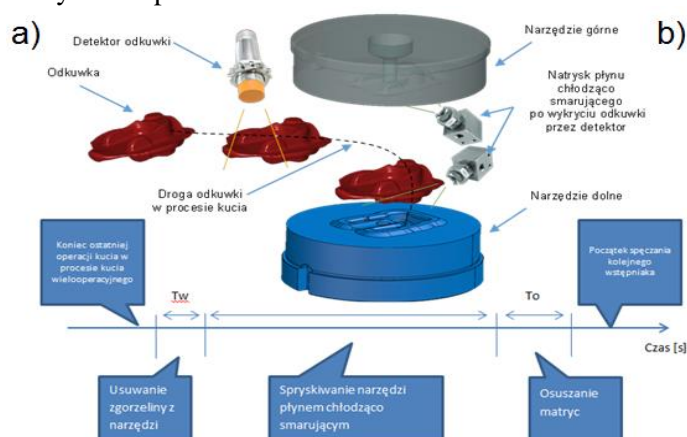 a)
b)
Detektor odkuwki
Odkuwka
Narzędzie górne
Natrysk płynu
chłodząco
smarującego
po wykryciu odkuwki
przez detektor
Droga odkuwki
w procesie kucia
Narzędzie dolne
Koniec ostatniej
operacji kucia w
procesie kucia
wielooperacyjnego
Początek spęczania
kolejnego
wstępniaka
Tw
To
Czas [s]
Usuwanie
zgorzeliny z
narzędzi
Spryskiwanie narzędzi
płynem chłodząco
smarującym
Osuszanie
matryc